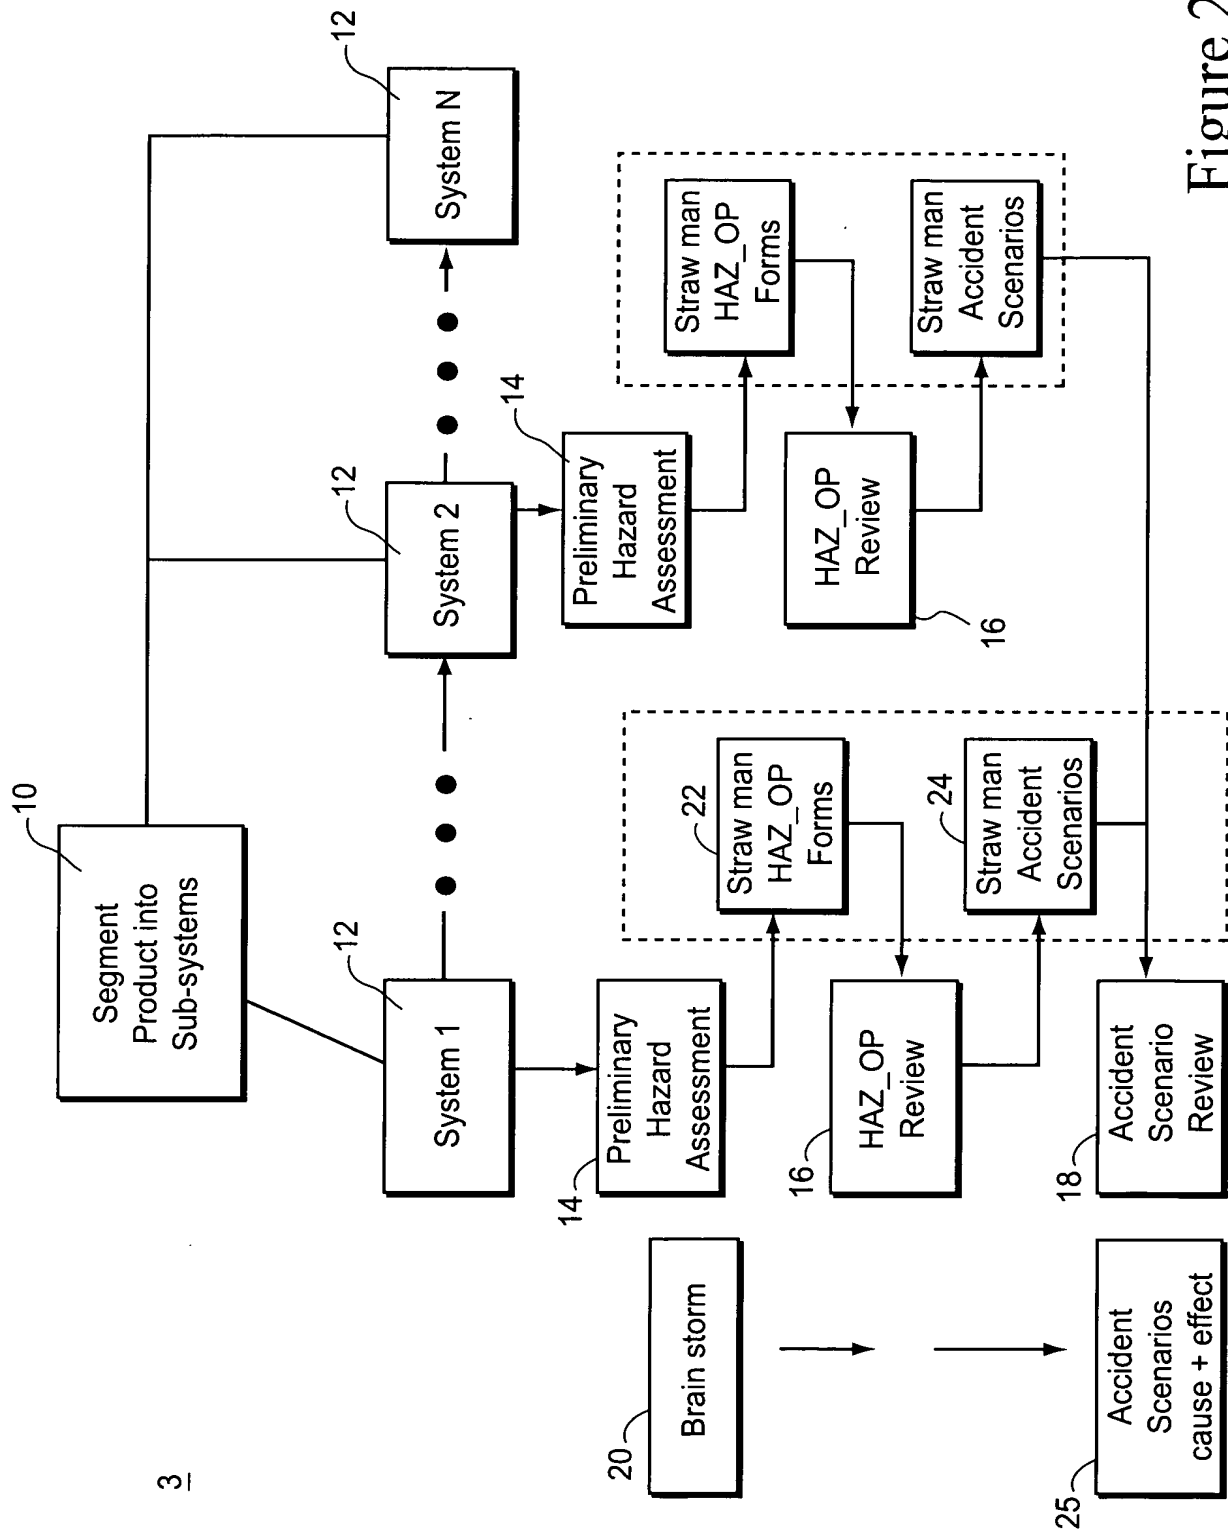 3
10
Segment
Product into
Sub-systems
12
System 1
12
System 2
12
System N
14
Preliminary
Hazard
Assessment
14
Preliminary
Hazard
Assessment
20
Brain storm
22
Straw man
HAZ_OP
Forms
Straw man
HAZ_OP
Forms
16
HAZ_OP
Review
HAZ_OP
Review
16
24
Straw man
Accident
Scenarios
Straw man
Accident
Scenarios
25
Accident
Scenarios
cause + effect
18
Accident
Scenario
Review
Figure 2